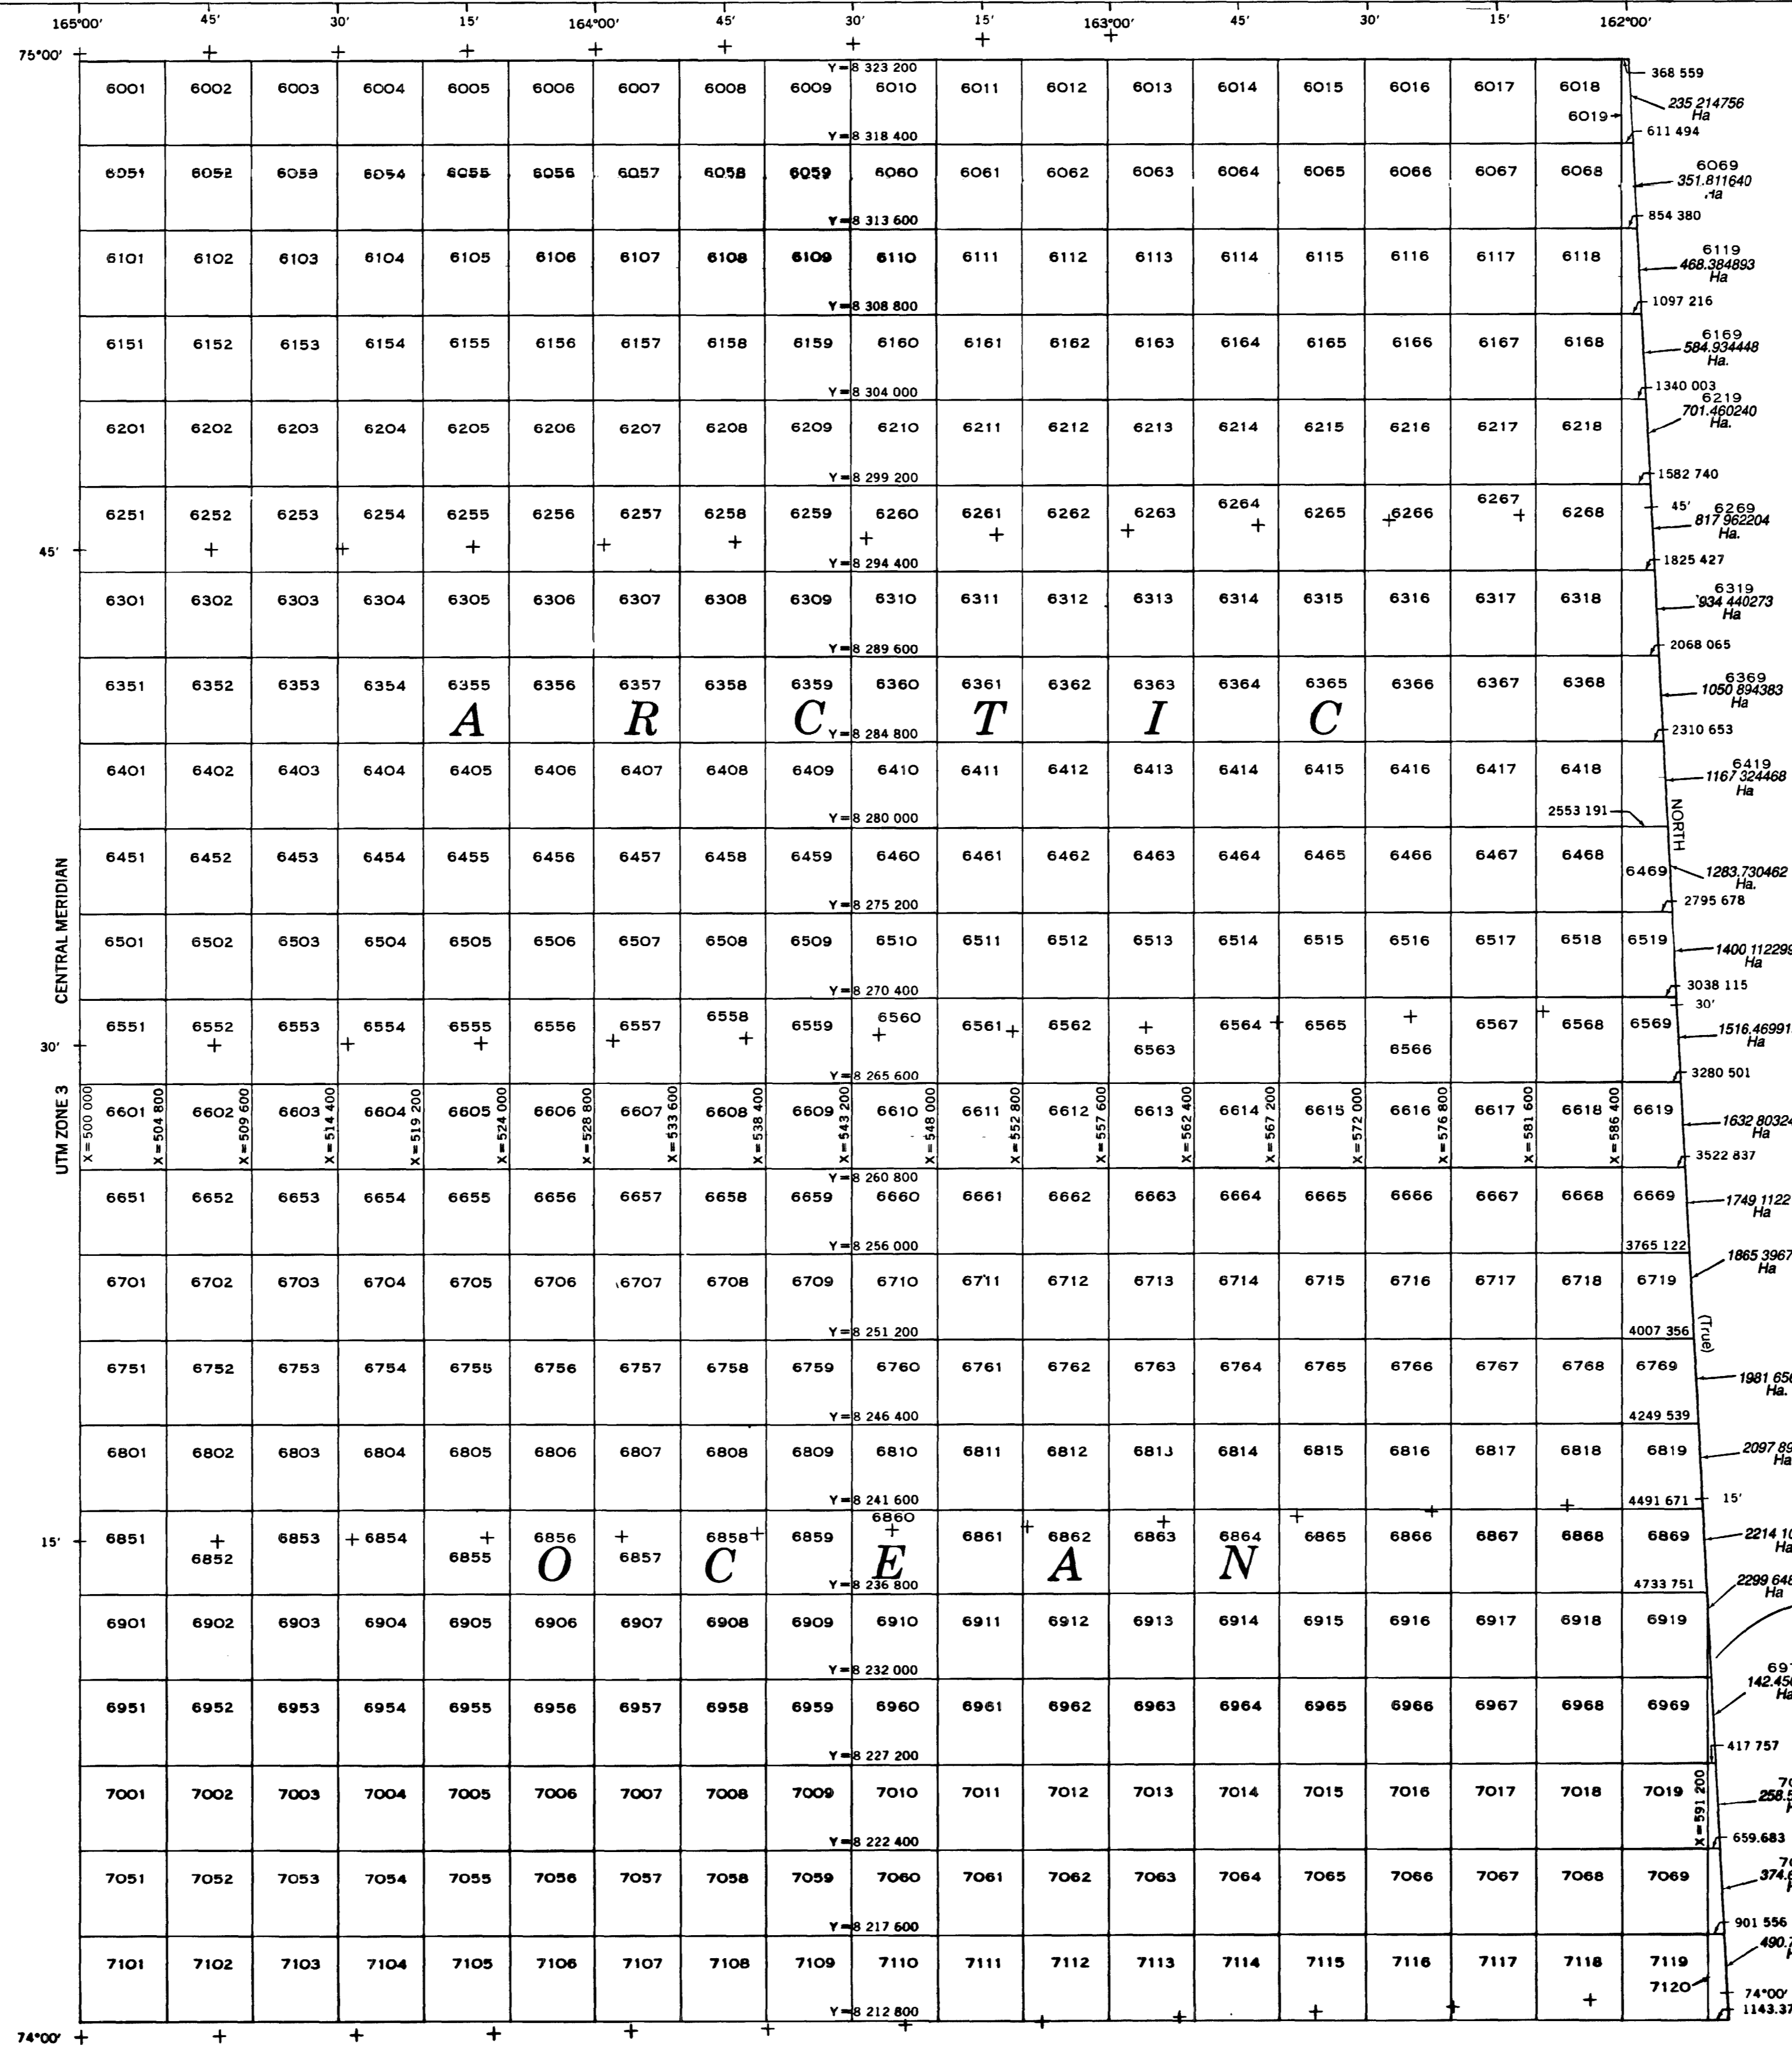 165°00' 45' 30' 15' 164°00' 45' 30' 15' 163°00' 45' 30' 15' 162°00'
75°00'
Y=8 323 200
6001 6002 6003 6004 6005 6006 6007 6008 6009 6010 6011 6012 6013 6014 6015 6016 6017 6018
368 559
235 214756
Ha
6019
Y=8 318 400
611 494
6051 6052 6053 6054 6055 6056 6057 6058 6059 6060 6061 6062 6063 6064 6065 6066 6067 6068
6069
351.811640
Ha
Y=8 313 600
854 380
6101 6102 6103 6104 6105 6106 6107 6108 6109 6110 6111 6112 6113 6114 6115 6116 6117 6118
6119
468.384893
Ha
Y=8 308 800
1097 216
6151 6152 6153 6154 6155 6156 6157 6158 6159 6160 6161 6162 6163 6164 6165 6166 6167 6168
6169
584.934448
Ha.
Y=8 304 000
1340 003
6201 6202 6203 6204 6205 6206 6207 6208 6209 6210 6211 6212 6213 6214 6215 6216 6217 6218
6219
701.460240
Ha.
Y=8 299 200
1582 740
6251 6252 6253 6254 6255 6256 6257 6258 6259 6260 6261 6262 6263 6264 6265 6266 6267 6268
45' 6269
817 962204
Ha.
45'
Y=8 294 400
1825 427
6301 6302 6303 6304 6305 6306 6307 6308 6309 6310 6311 6312 6313 6314 6315 6316 6317 6318
6319
934 440273
Ha
Y=8 289 600
2068 065
6351 6352 6353 6354 6355 6356 6357 6358 6359 6360 6361 6362 6363 6364 6365 6366 6367 6368
6369
1050 894383
Ha
A R C T I C
Y=8 284 800
2310 653
6401 6402 6403 6404 6405 6406 6407 6408 6409 6410 6411 6412 6413 6414 6415 6416 6417 6418
6419
1167 324468
Ha
Y=8 280 000
2553 191
NORTH
6451 6452 6453 6454 6455 6456 6457 6458 6459 6460 6461 6462 6463 6464 6465 6466 6467 6468 6469
1283.730462
Ha.
Y=8 275 200
2795 678
CENTRAL MERIDIAN
6501 6502 6503 6504 6505 6506 6507 6508 6509 6510 6511 6512 6513 6514 6515 6516 6517 6518 6519
1400 112299
Ha
Y=8 270 400
3038 115
30'
6551 6552 6553 6554 6555 6556 6557 6558 6559 6560 6561 6562 6563 6564 6565 6566 6567 6568 6569
1516.46991
Ha
30'
Y=8 265 600
3280 501
UTM ZONE 3
6601 6602 6603 6604 6605 6606 6607 6608 6609 6610 6611 6612 6613 6614 6615 6616 6617 6618 6619
X=500 000 X=504 800 X=509 600 X=514 400 X=519 200 X=524 000 X=528 800 X=533 600 X=538 400 X=543 200 X=548 000 X=552 800 X=557 600 X=562 400 X=567 200 X=572 000 X=576 800 X=581 600 X=586 400
1632 80324
Ha
3522 837
Y=8 260 800
6651 6652 6653 6654 6655 6656 6657 6658 6659 6660 6661 6662 6663 6664 6665 6666 6667 6668 6669
1749 1122
Ha
Y=8 256 000
3765 122
1865 3967
Ha
6701 6702 6703 6704 6705 6706 6707 6708 6709 6710 6711 6712 6713 6714 6715 6716 6717 6718 6719
Y=8 251 200
4007 356
(True)
6751 6752 6753 6754 6755 6756 6757 6758 6759 6760 6761 6762 6763 6764 6765 6766 6767 6768 6769
1981 656
Ha.
Y=8 246 400
4249 539
6801 6802 6803 6804 6805 6806 6807 6808 6809 6810 6811 6812 6813 6814 6815 6816 6817 6818 6819
2097 89
Ha
Y=8 241 600
4491 671
15'
6851 6852 6853 6854 6855 6856 6857 6858 6859 6860 6861 6862 6863 6864 6865 6866 6867 6868 6869
2214 10
Ha
15'
O C E A N
Y=8 236 800
4733 751
2299 648
Ha
6901 6902 6903 6904 6905 6906 6907 6908 6909 6910 6911 6912 6913 6914 6915 6916 6917 6918 6919
Y=8 232 000
6951 6952 6953 6954 6955 6956 6957 6958 6959 6960 6961 6962 6963 6964 6965 6966 6967 6968 6969
142.45
Ha
Y=8 227 200
417 757
7001 7002 7003 7004 7005 7006 7007 7008 7009 7010 7011 7012 7013 7014 7015 7016 7017 7018 7019
X=591 200
258.5
Y=8 222 400
659.683
7051 7052 7053 7054 7055 7056 7057 7058 7059 7060 7061 7062 7063 7064 7065 7066 7067 7068 7069
374.6
Y=8 217 600
901 556
490.7
7101 7102 7103 7104 7105 7106 7107 7108 7109 7110 7111 7112 7113 7114 7115 7116 7117 7118 7119
7120
74°00'
Y=8 212 800
1143.37
74°00'